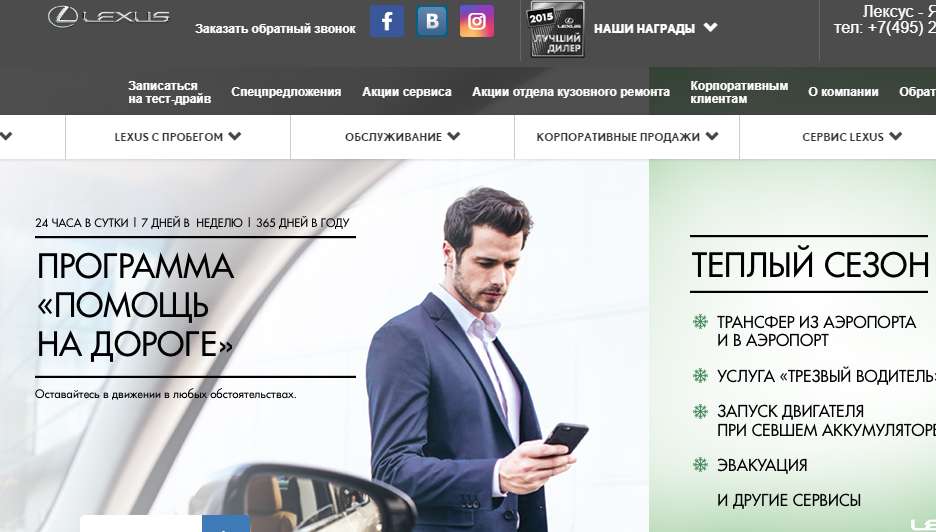 LEXUS
Заказать обратный звонок
2015
LEXUS
ЛУЧШИЙ
ДИЛЕР
НАШИ НАГРАДЫ
Лексус - Я
тел: +7(495) 2
Записаться
на тест-драйв
Спецпредложения
Акции сервиса
Акции отдела кузовного ремонта
Корпоративным
клиентам
О компании
Обрат
LEXUS С ПРОБЕГОМ
ОБСЛУЖИВАНИЕ
КОРПОРАТИВНЫЕ ПРОДАЖИ
СЕРВИС LEXUS
24 ЧАСА В СУТКИ | 7 ДНЕЙ В НЕДЕЛЮ | 365 ДНЕЙ В ГОДУ
ПРОГРАММА
«ПОМОЩЬ
НА ДОРОГЕ»
Оставайтесь в движении в любых обстоятельствах.
ТЕПЛЫЙ СЕЗОН
ТРАНСФЕР ИЗ АЭРОПОРТА
И В АЭРОПОРТ
УСЛУГА «ТРЕЗВЫЙ ВОДИТЕЛЬ»
ЗАПУСК ДВИГАТЕЛЯ
ПРИ СЕВШЕМ АККУМУЛЯТОРЕ
ЭВАКУАЦИЯ
И ДРУГИЕ СЕРВИСЫ